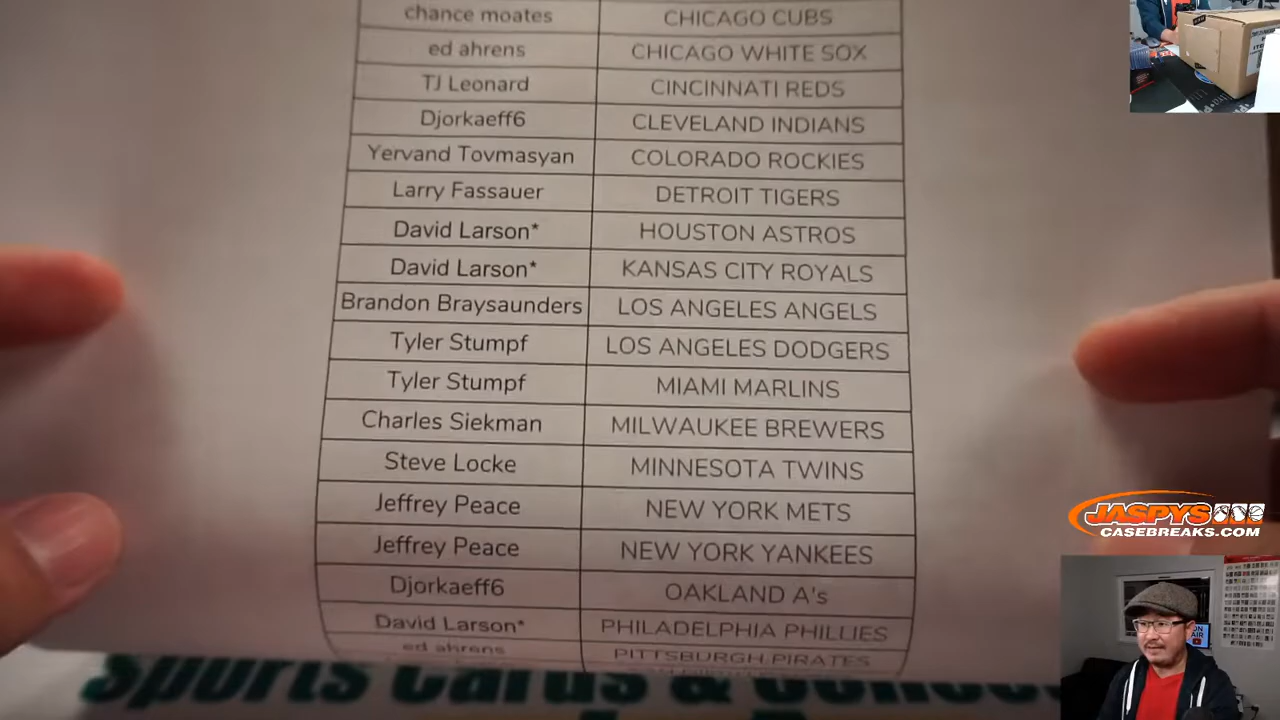 chance moates CHICAGO CUBS
ed ahrens CHICAGO WHITE SOX
TJ Leonard CINCINNATI REDS
Djorkaeff6 CLEVELAND INDIANS
Yervand Tovmasyan COLORADO ROCKIES
Larry Fassauer DETROIT TIGERS
David Larson* HOUSTON ASTROS
David Larson* KANSAS CITY ROYALS
Brandon Braysaunders LOS ANGELES ANGELS
Tyler Stumpf LOS ANGELES DODGERS
Tyler Stumpf MIAMI MARLINS
Charles Siekman MILWAUKEE BREWERS
Steve Locke MINNESOTA TWINS
Jeffrey Peace NEW YORK METS
Jeffrey Peace NEW YORK YANKEES
Djorkaeff6 OAKLAND A's
David Larson* PHILADELPHIA PHILLIES
ed ahrens PITTSBURGH PIRATES
Sports Cards &
JASPYS
CASEBREAKS.COM
ON
AIR